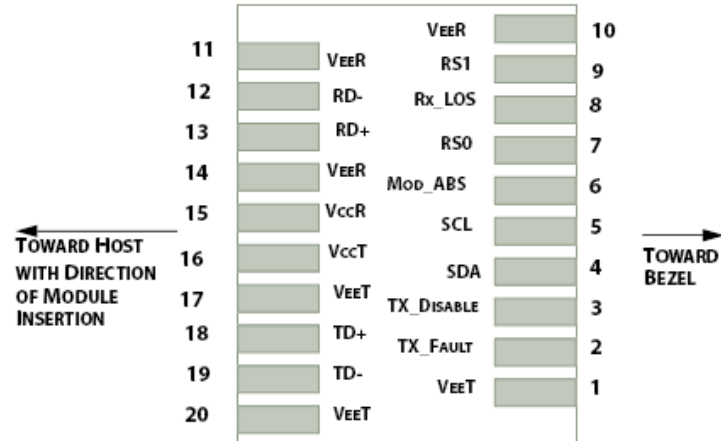 VEER 10
11 VEER RS1 9
12 RD- Rx_LOS 8
13 RD+ RS0 7
14 VEER MOD_ABS 6
15 VccR SCL 5
TOWARD HOST
WITH DIRECTION
OF MODULE
INSERTION
16 VccT SDA 4
TOWARD
BEZEL
17 VEET TX_DISABLE 3
18 TD+ TX_FAULT 2
19 TD- VEET 1
20 VEET